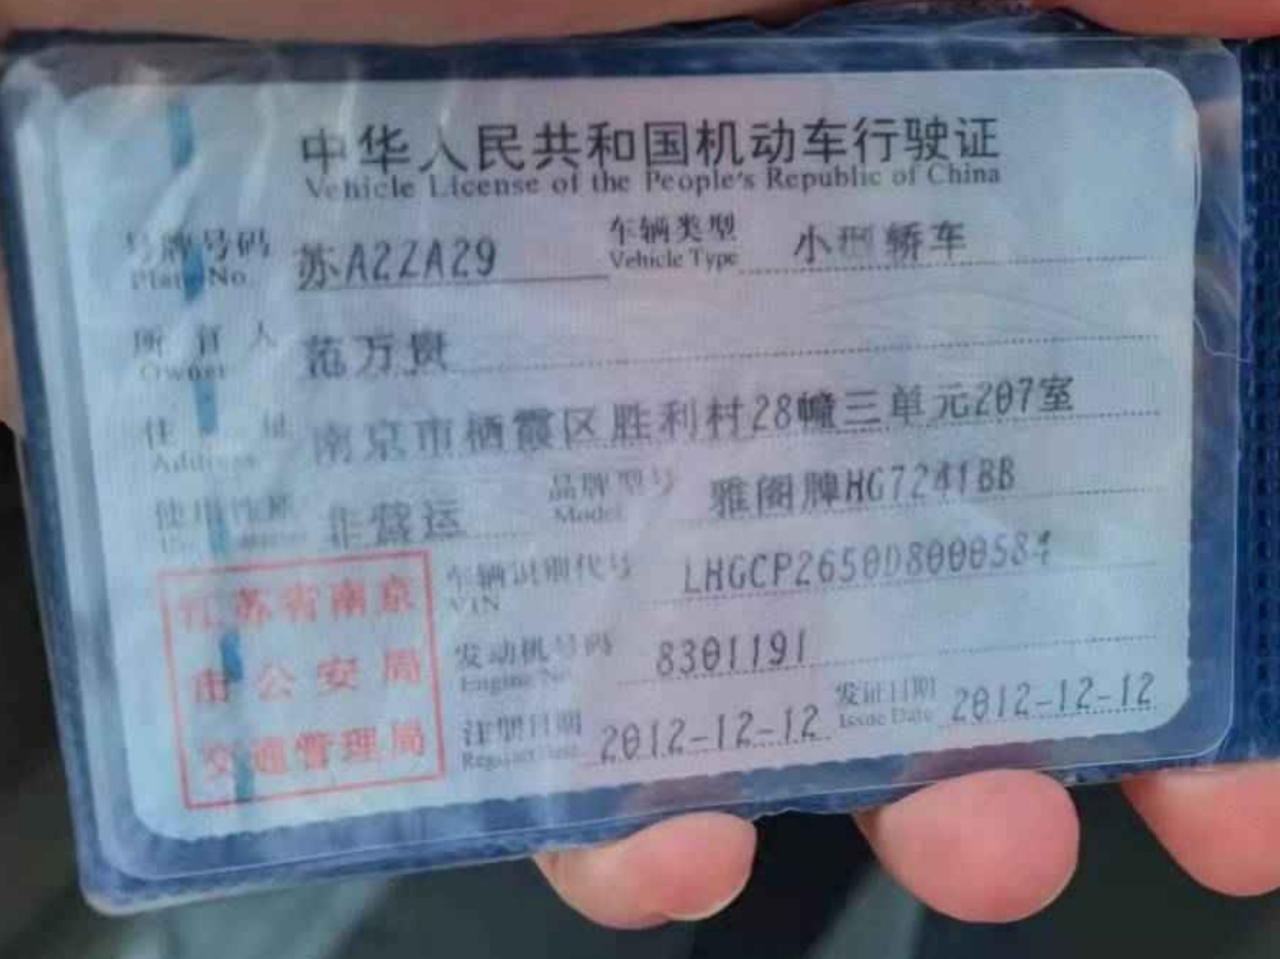 中华人民共和国机动车行驶证
Vehicle License of the People's Republic of China
号牌号码 苏A2ZA29 车辆类型 小型轿车
Plate No. Vehicle Type
所有人 范万贵
Owner
住址 南京市栖霞区胜利村28幢三单元207室
Address
使用性质 非营运 品牌型号 雅阁牌HG7241BB
Model
车辆识别代号 LHGCP2650D8000584
VIN
发动机号码 8301191
Engine No.
注册日期 2012-12-12 发证日期 2012-12-12
Register Date Issue Date
江苏省南京
市公安局
交通管理局